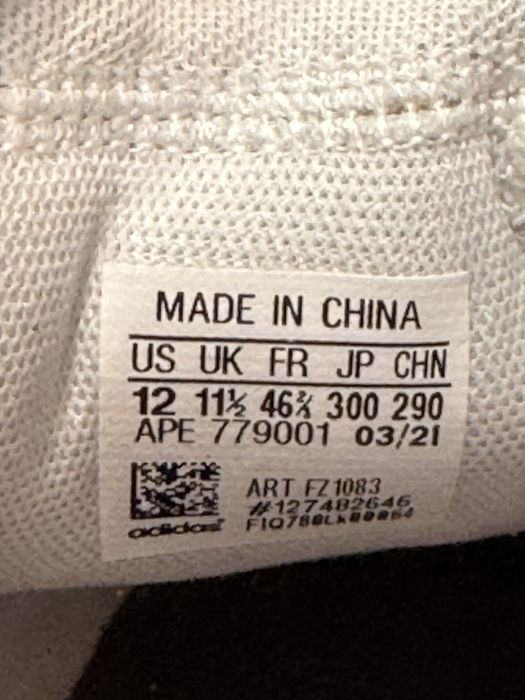 MADE IN CHINA
US UK FR JP CHN
12 11½ 46⅔ 300 290
APE 779001 03/21
ART FZ1083
#127482646
adidas